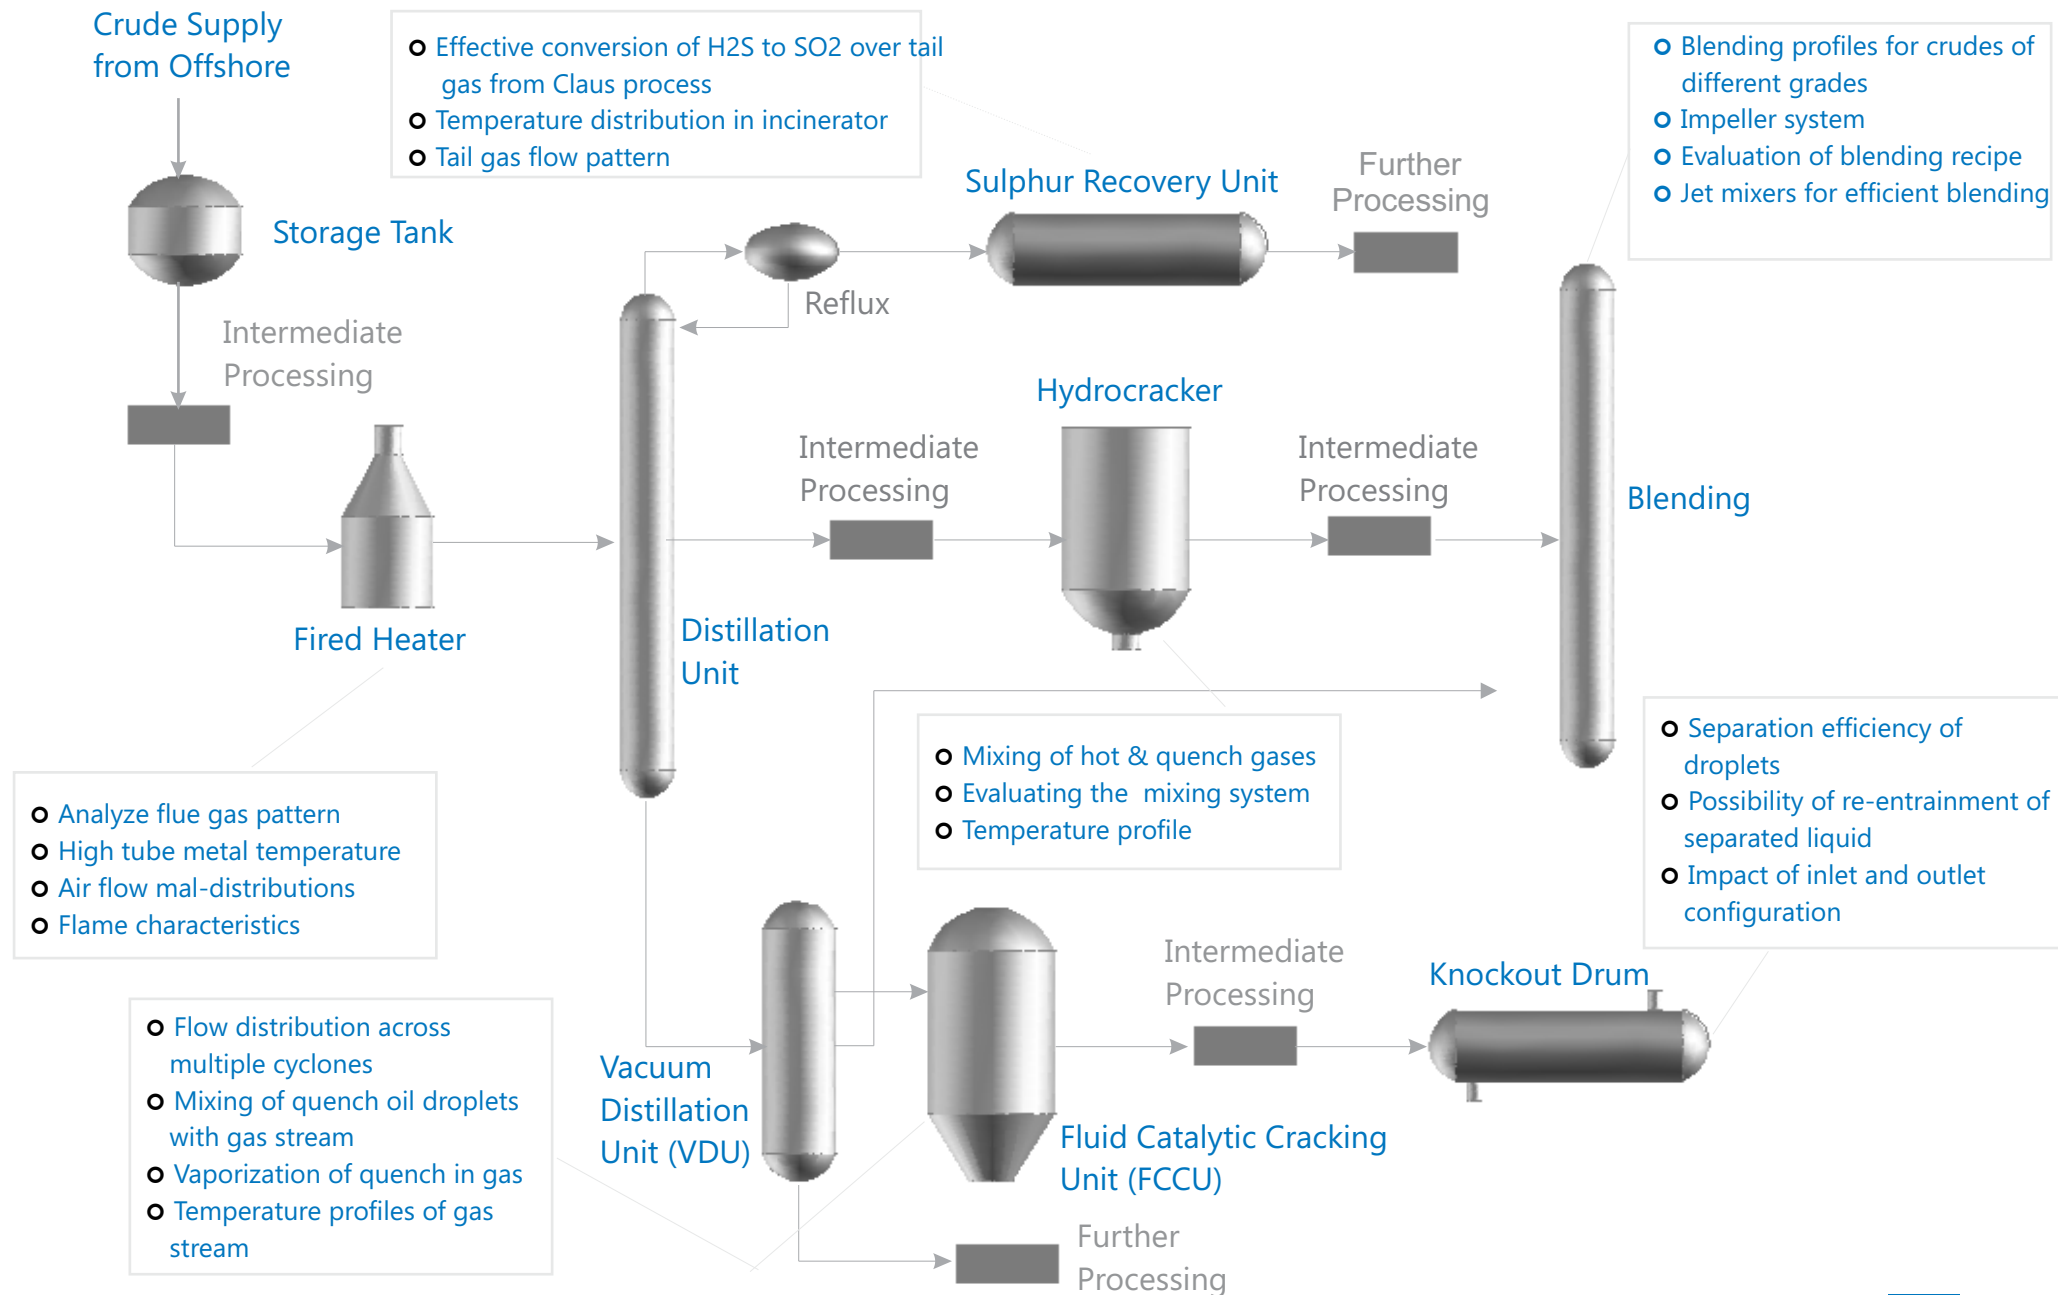 Crude Supply
from Offshore
Effective conversion of H2S to SO2 over tail
gas from Claus process
Temperature distribution in incinerator
Tail gas flow pattern
Blending profiles for crudes of
different grades
Impeller system
Evaluation of blending recipe
Jet mixers for efficient blending
Sulphur Recovery Unit
Further
Processing
Storage Tank
Reflux
Intermediate
Processing
Hydrocracker
Intermediate
Processing
Intermediate
Processing
Blending
Fired Heater
Distillation
Unit
Mixing of hot & quench gases
Evaluating the  mixing system
Temperature profile
Separation efficiency of
droplets
Possibility of re-entrainment of
separated liquid
Impact of inlet and outlet
configuration
Analyze flue gas pattern
High tube metal temperature
Air flow mal-distributions
Flame characteristics
Intermediate
Processing
Knockout Drum
Flow distribution across
multiple cyclones
Mixing of quench oil droplets
with gas stream
Vaporization of quench in gas
Temperature profiles of gas
stream
Vacuum
Distillation
Unit (VDU)
Fluid Catalytic Cracking
Unit (FCCU)
Further
Processing